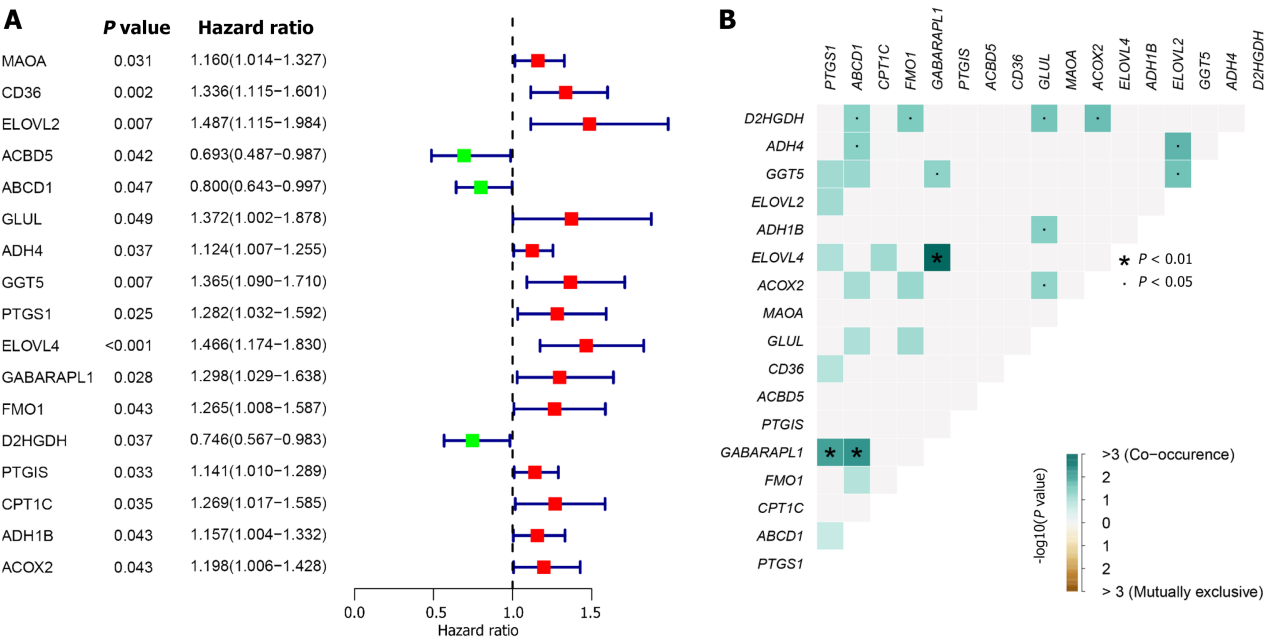 A
P value Hazard ratio
MAOA 0.031 1.160(1.014−1.327)
CD36 0.002 1.336(1.115−1.601)
ELOVL2 0.007 1.487(1.115−1.984)
ACBD5 0.042 0.693(0.487−0.987)
ABCD1 0.047 0.800(0.643−0.997)
GLUL 0.049 1.372(1.002−1.878)
ADH4 0.037 1.124(1.007−1.255)
GGT5 0.007 1.365(1.090−1.710)
PTGS1 0.025 1.282(1.032−1.592)
ELOVL4 <0.001 1.466(1.174−1.830)
GABARAPL1 0.028 1.298(1.029−1.638)
FMO1 0.043 1.265(1.008−1.587)
D2HGDH 0.037 0.746(0.567−0.983)
PTGIS 0.033 1.141(1.010−1.289)
CPT1C 0.035 1.269(1.017−1.585)
ADH1B 0.043 1.157(1.004−1.332)
ACOX2 0.043 1.198(1.006−1.428)
0.0 0.5 1.0 1.5
Hazard ratio
B
PTGS1
ABCD1
CPT1C
FMO1
GABARAPL1
PTGIS
ACBD5
CD36
GLUL
MAOA
ACOX2
ELOVL4
ADH1B
ELOVL2
GGT5
ADH4
D2HGDH
D2HGDH
ADH4
GGT5
ELOVL2
ADH1B
ELOVL4
ACOX2
MAOA
GLUL
CD36
ACBD5
PTGIS
GABARAPL1
FMO1
CPT1C
ABCD1
PTGS1
* P < 0.01
· P < 0.05
-log10(P value)
>3 (Co−occurence)
2
1
0
1
2
> 3 (Mutually exclusive)